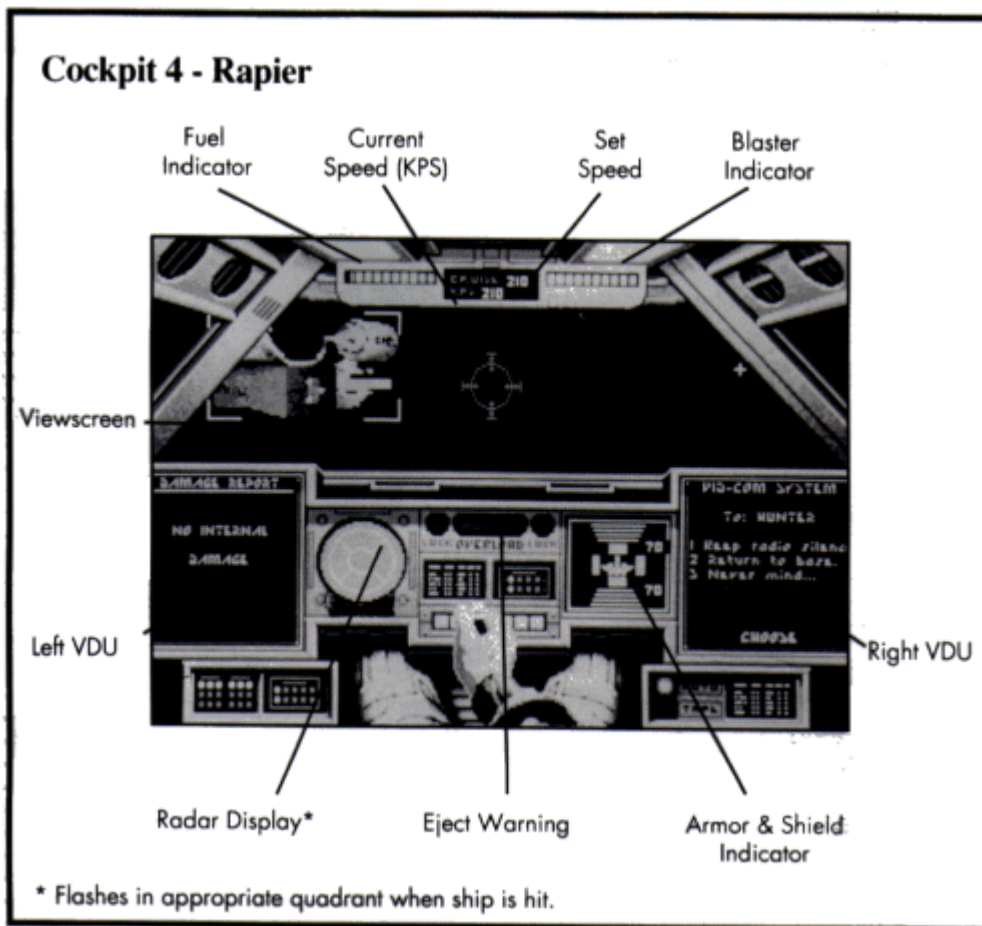 Cockpit 4 - Rapier
Fuel
Indicator
Current
Speed (KPS)
Set
Speed
Blaster
Indicator
CRUISE 210
KPS 210
Viewscreen
DAMAGE REPORT
NO INTERNAL
DAMAGE
LOCK OVERLOAD LOCK
70
70
VID-COM SYSTEM
To: HUNTER
1 Keep radio silenc
2 Return to base.
3 Never mind...
CHOOSE
Left VDU
Right VDU
Radar Display*
Eject Warning
Armor & Shield
Indicator
* Flashes in appropriate quadrant when ship is hit.